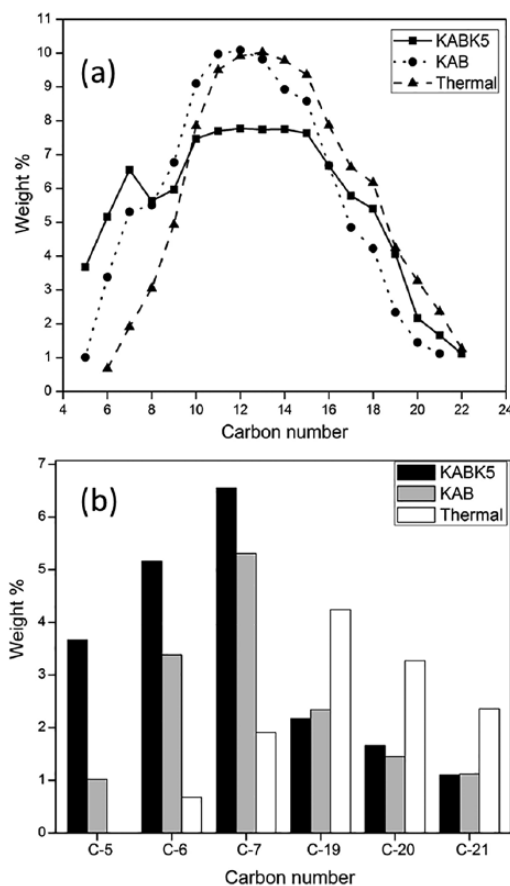 (a)
KABK5
KAB
Thermal
Weight %
11
10
9
8
7
6
5
4
3
2
1
0
4 6 8 10 12 14 16 18 20 22 24
Carbon number
(b)
KABK5
KAB
Thermal
Weight %
7
6
5
4
3
2
1
0
C-5 C-6 C-7 C-19 C-20 C-21
Carbon number